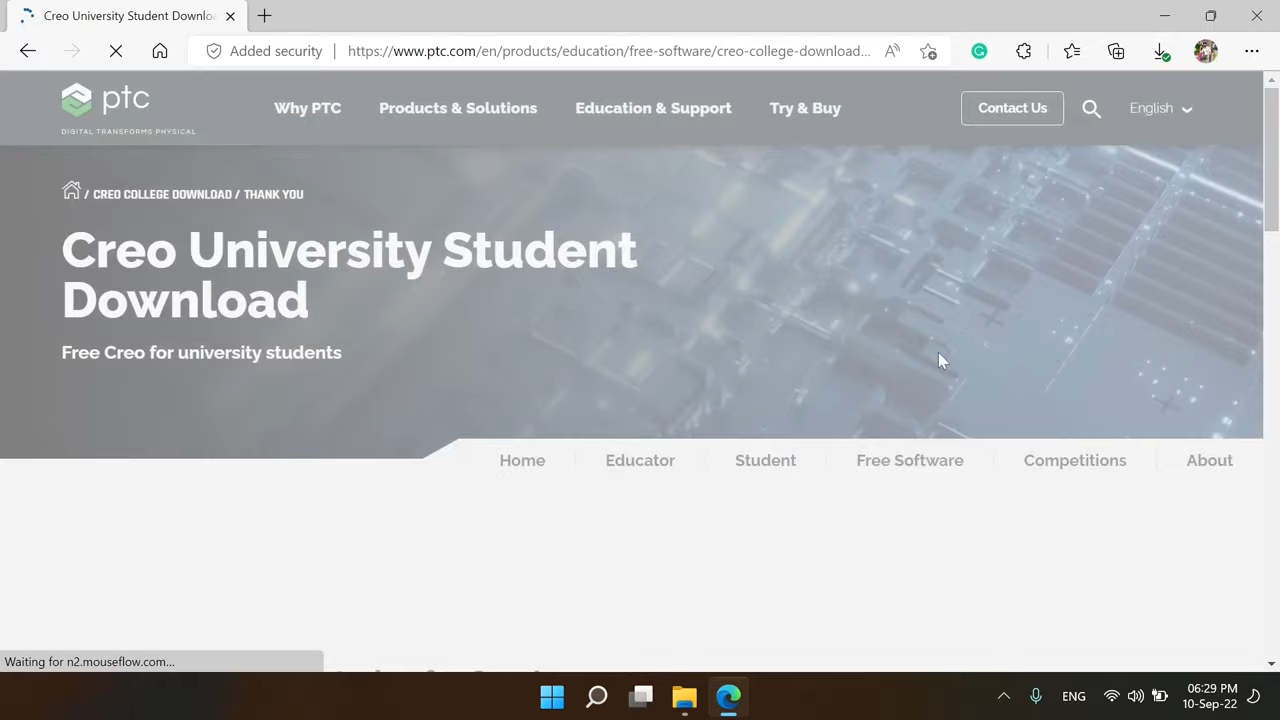 Creo University Student Downlo
Added security
https://www.ptc.com/en/products/education/free-software/creo-college-download...
ptc
DIGITAL TRANSFORMS PHYSICAL
Why PTC
Products & Solutions
Education & Support
Try & Buy
Contact Us
English
/ CREO COLLEGE DOWNLOAD / THANK YOU
Creo University Student
Download
Free Creo for university students
Home
Educator
Student
Free Software
Competitions
About
Waiting for n2.mouseflow.com...
ENG
06:29 PM
10-Sep-22